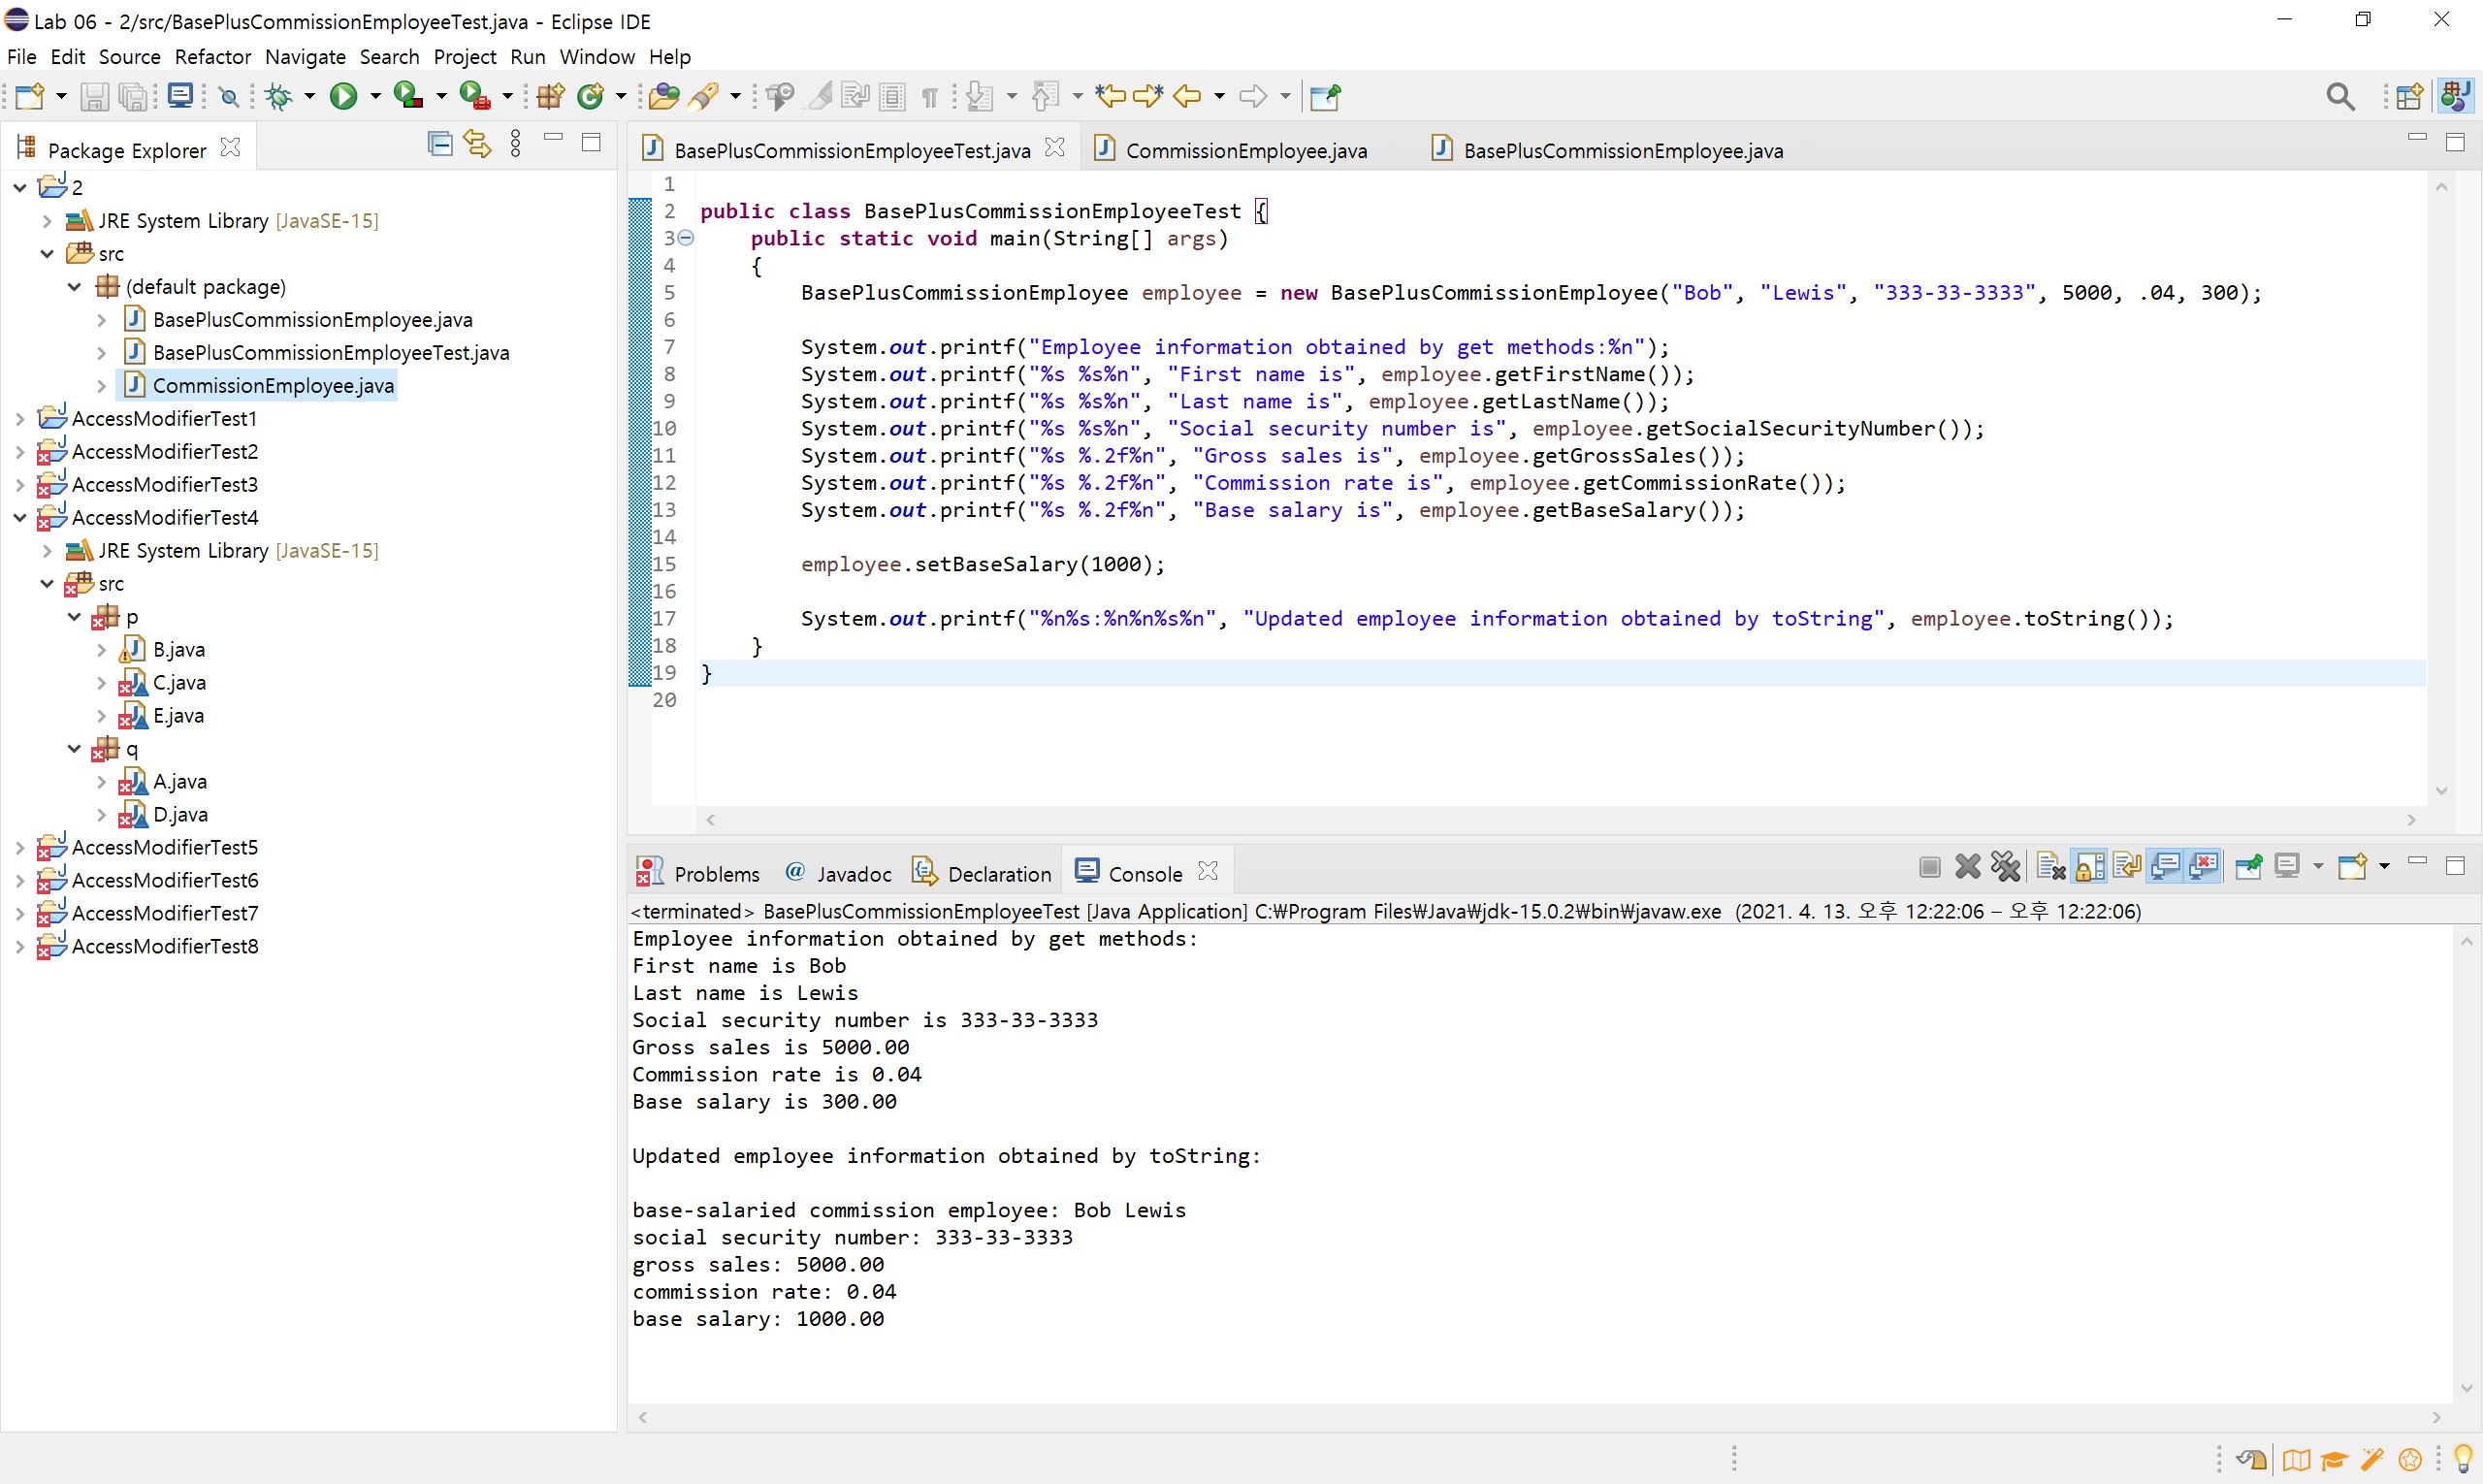 Lab 06 - 2/src/BasePlusCommissionEmployeeTest.java - Eclipse IDE
File Edit Source Refactor Navigate Search Project Run Window Help
Package Explorer
2
JRE System Library [JavaSE-15]
src
(default package)
BasePlusCommissionEmployee.java
BasePlusCommissionEmployeeTest.java
CommissionEmployee.java
AccessModifierTest1
AccessModifierTest2
AccessModifierTest3
AccessModifierTest4
JRE System Library [JavaSE-15]
src
p
B.java
C.java
E.java
q
A.java
D.java
AccessModifierTest5
AccessModifierTest6
AccessModifierTest7
AccessModifierTest8
BasePlusCommissionEmployeeTest.java CommissionEmployee.java BasePlusCommissionEmployee.java
1
2 public class BasePlusCommissionEmployeeTest {
3 public static void main(String[] args)
4 {
5 BasePlusCommissionEmployee employee = new BasePlusCommissionEmployee("Bob", "Lewis", "333-33-3333", 5000, .04, 300);
6
7 System.out.printf("Employee information obtained by get methods:%n");
8 System.out.printf("%s %s%n", "First name is", employee.getFirstName());
9 System.out.printf("%s %s%n", "Last name is", employee.getLastName());
10 System.out.printf("%s %s%n", "Social security number is", employee.getSocialSecurityNumber());
11 System.out.printf("%s %.2f%n", "Gross sales is", employee.getGrossSales());
12 System.out.printf("%s %.2f%n", "Commission rate is", employee.getCommissionRate());
13 System.out.printf("%s %.2f%n", "Base salary is", employee.getBaseSalary());
14
15 employee.setBaseSalary(1000);
16
17 System.out.printf("%n%s:%n%n%s%n", "Updated employee information obtained by toString", employee.toString());
18 }
19 }
20
Problems @ Javadoc Declaration Console
<terminated> BasePlusCommissionEmployeeTest [Java Application] C:₩Program Files₩Java₩jdk-15.0.2₩bin₩javaw.exe (2021. 4. 13. 오후 12:22:06 – 오후 12:22:06)
Employee information obtained by get methods:
First name is Bob
Last name is Lewis
Social security number is 333-33-3333
Gross sales is 5000.00
Commission rate is 0.04
Base salary is 300.00
Updated employee information obtained by toString:
base-salaried commission employee: Bob Lewis
social security number: 333-33-3333
gross sales: 5000.00
commission rate: 0.04
base salary: 1000.00